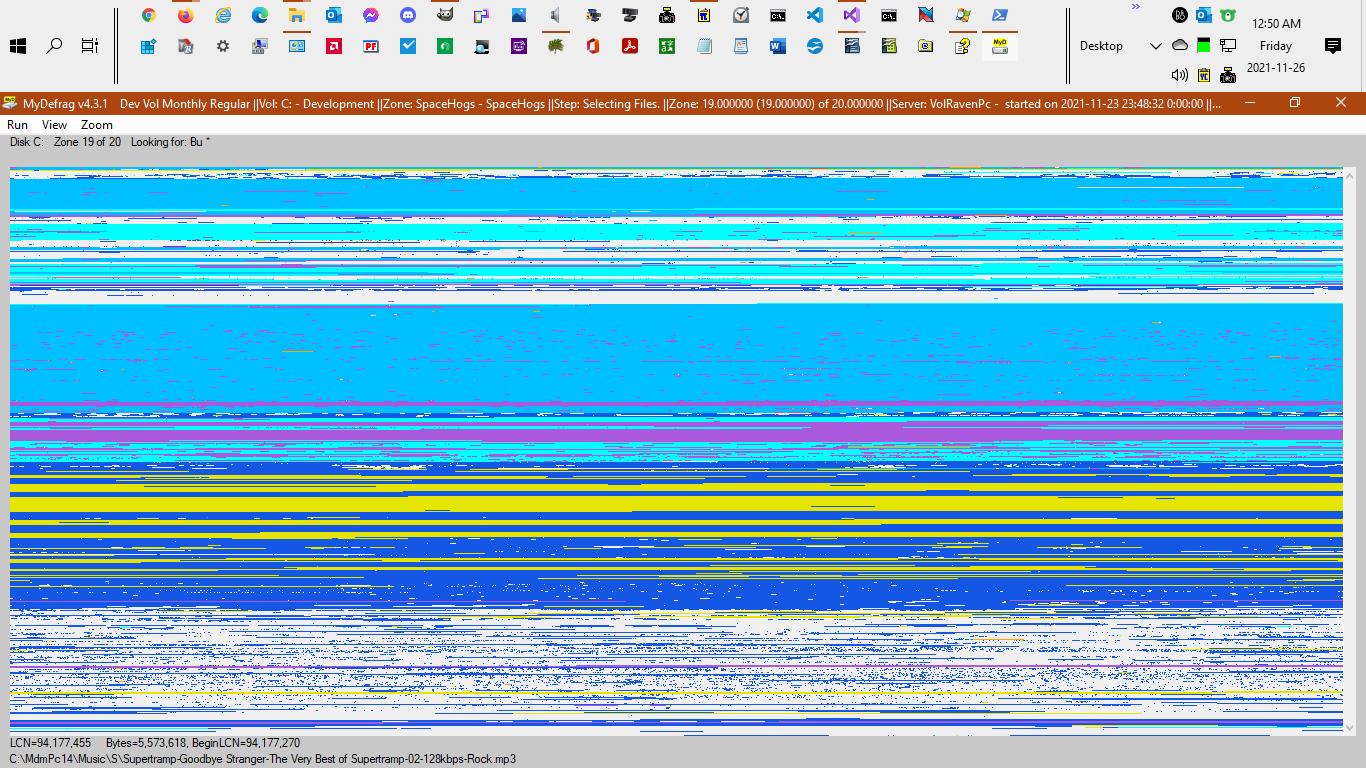 12:50 AM
Desktop
Friday
2021-11-26
MyDefrag v4.3.1 Dev Vol Monthly Regular ||Vol: C: - Development ||Zone: SpaceHogs - SpaceHogs ||Step: Selecting Files. ||Zone: 19.000000 (19.000000) of 20.000000 ||Server: VolRavenPc - started on 2021-11-23 23:48:32 0:00:00 ||...
Run View Zoom
Disk C: Zone 19 of 20 Looking for: Bu *
LCN=94,177,455 Bytes=5,573,618, BeginLCN=94,177,270
C:\MdmPc14\Music\S\Supertramp-Goodbye Stranger-The Very Best of Supertramp-02-128kbps-Rock.mp3